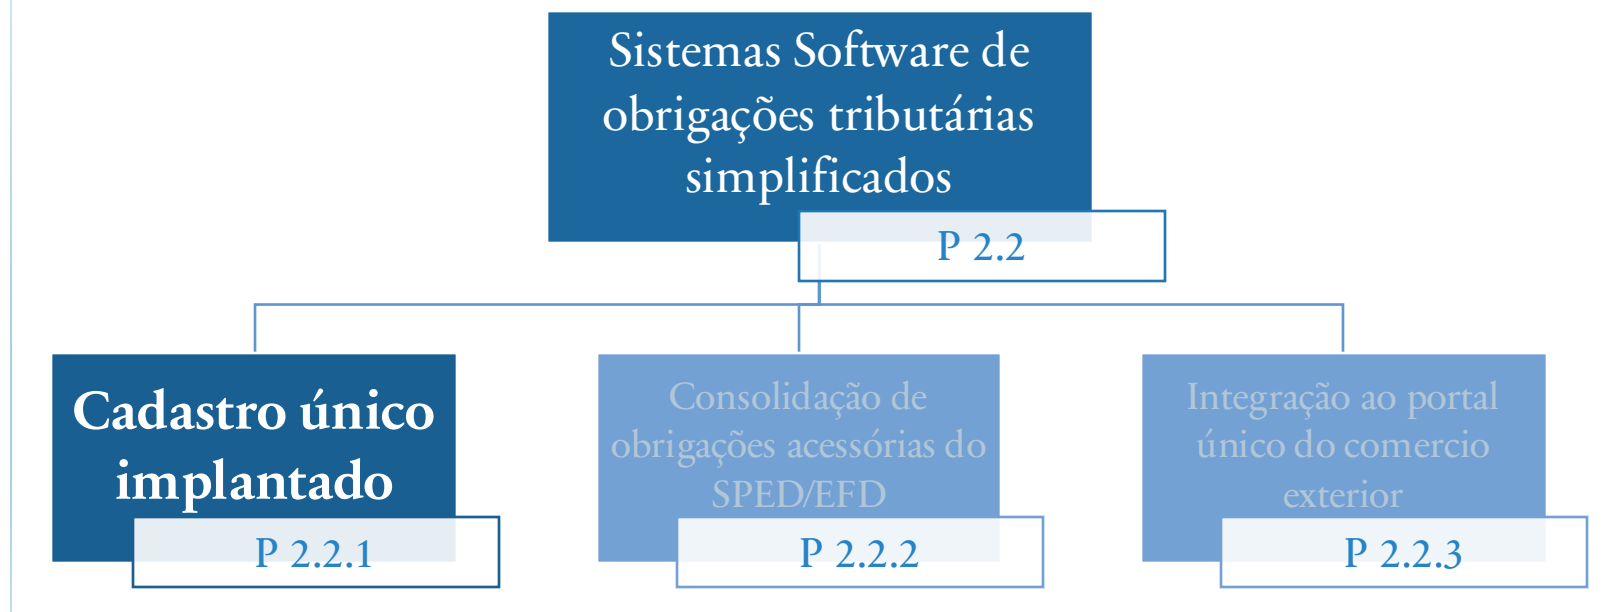 Sistemas Software de
obrigações tributárias
simplificados
P 2.2
Cadastro único
implantado
P 2.2.1
Consolidação de
obrigações acessórias do
SPED/EFD
P 2.2.2
Integração ao portal
único do comercio
exterior
P 2.2.3